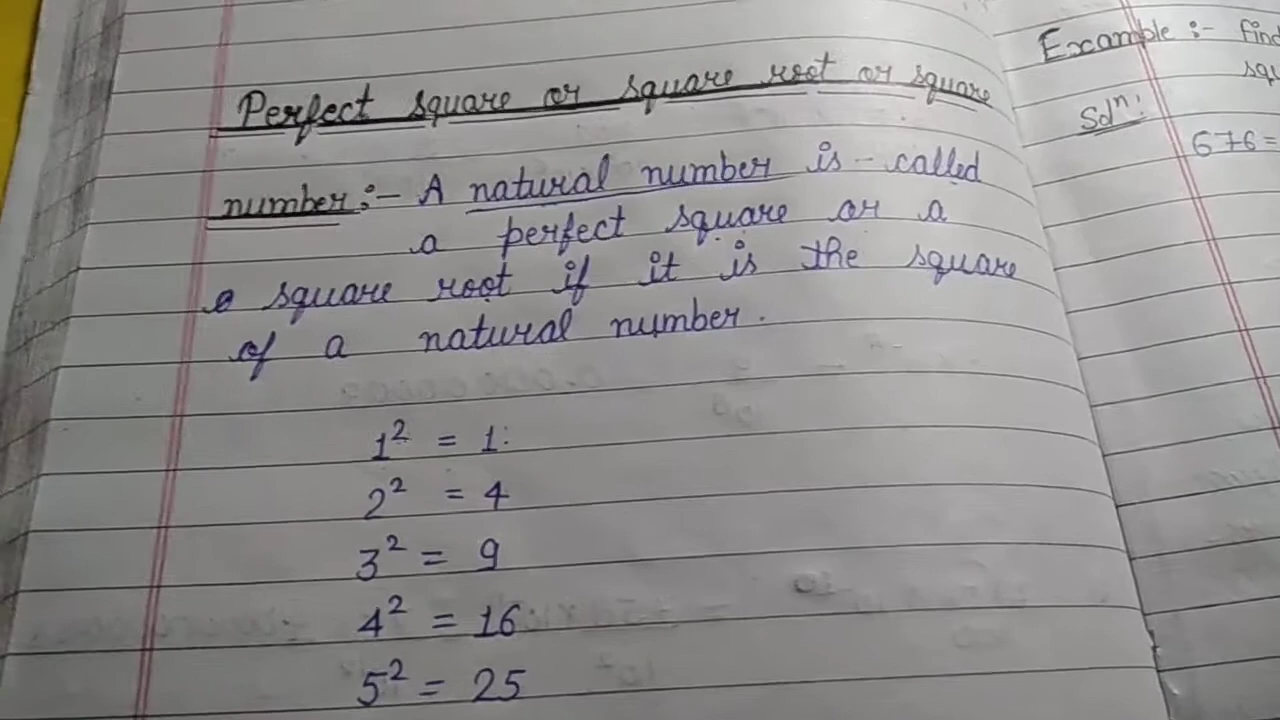 Perfect square or square root or square
number :- A natural number is called
a perfect square or a
square root if it is the square
of a natural number.
1² = 1
2² = 4
3² = 9
4² = 16
5² = 25
Example :- find
squ
Solⁿ:
676 =